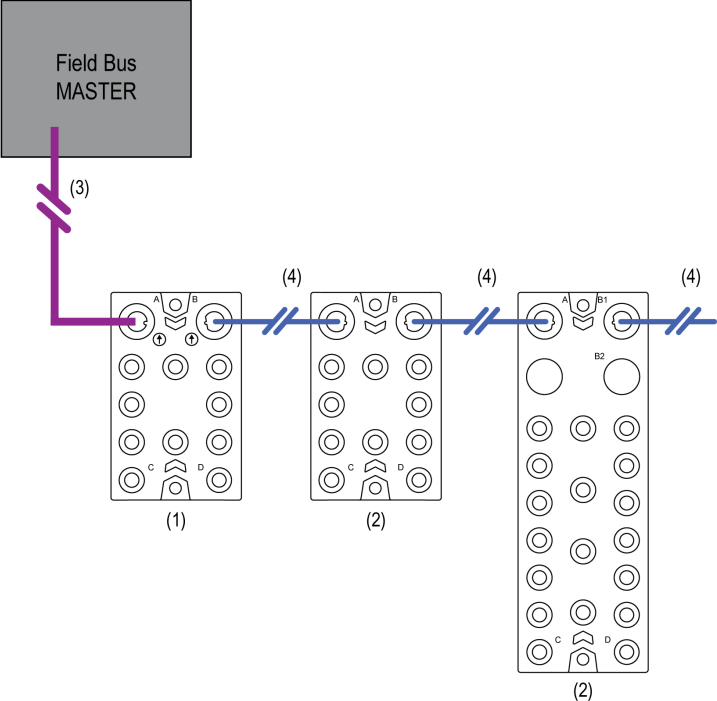 Field Bus
MASTER
(3)
(4)
(4)
(4)
A B
A B
A B1
B2
C D
C D
(1)
(2)
C D
(2)